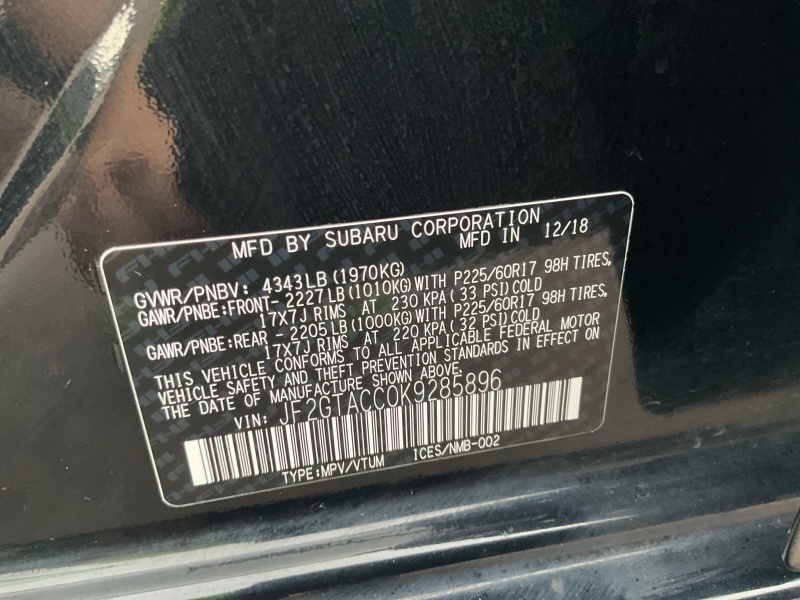 MFD BY SUBARU CORPORATION
MFD IN 12/18
GVWR/PNBV: 4343LB (1970KG)
GAWR/PNBE:FRONT- 2227LB (1010KG) WITH P225/60R17 98H TIRES,
17X7J RIMS AT 230 KPA ( 33 PSI) COLD
GAWR/PNBE:REAR - 2205LB (1000KG) WITH P225/60R17 98H TIRES,
17X7J RIMS AT 220 KPA ( 32 PSI) COLD
THIS VEHICLE CONFORMS TO ALL APPLICABLE FEDERAL MOTOR
VEHICLE SAFETY AND THEFT PREVENTION STANDARDS IN EFFECT ON
THE DATE OF MANUFACTURE SHOWN ABOVE.
VIN: JF2GTACC0K9285896
TYPE:MPV/VTUM ICES/NMB-002